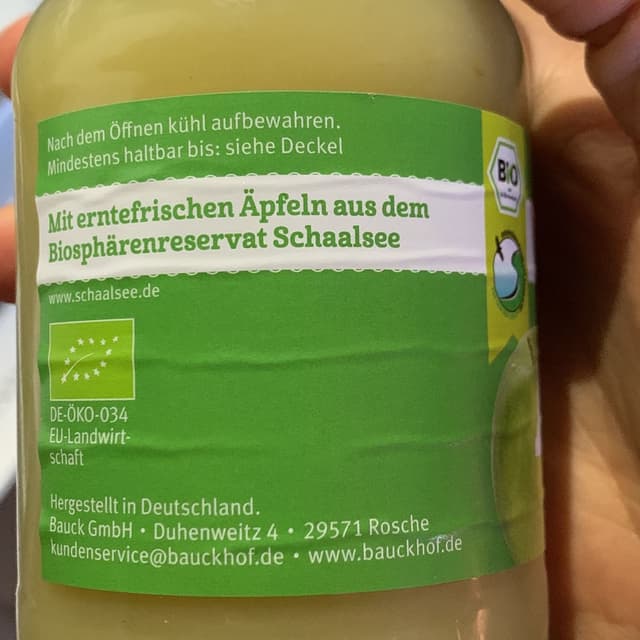 Nach dem Öffnen kühl aufbewahren.
Mindestens haltbar bis: siehe Deckel
Mit erntefrischen Äpfeln aus dem
Biosphärenreservat Schaalsee
www.schaalsee.de
Bio
DE-ÖKO-034
EU-Landwirt-
schaft
Hergestellt in Deutschland.
Bauck GmbH • Duhenweitz 4 • 29571 Rosche
kundenservice@bauckhof.de • www.bauckhof.de